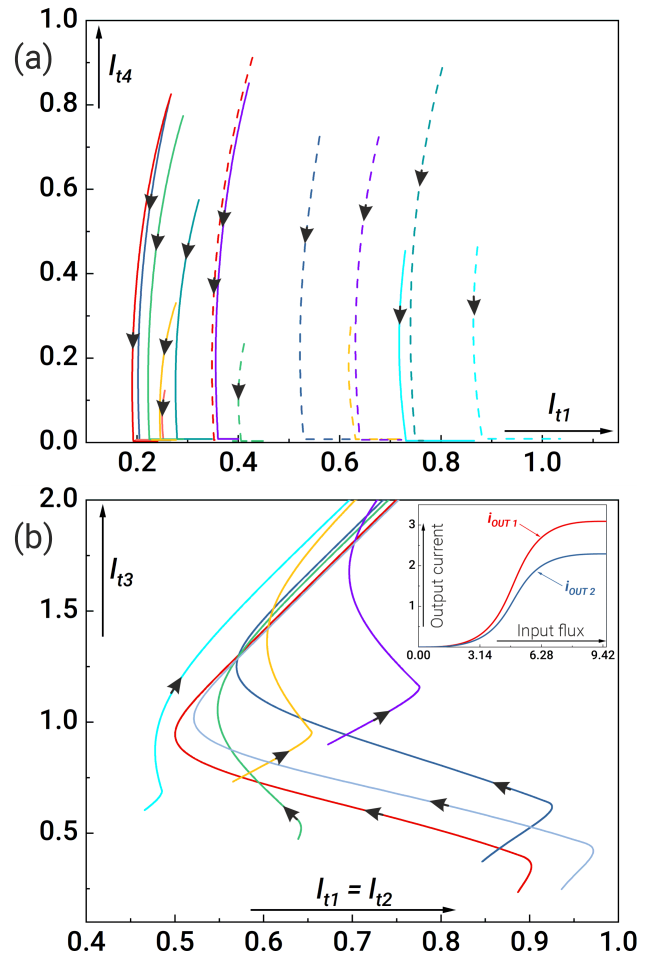 1.0
(a)
I_t4
0.8
0.6
0.4
0.2
I_t1
0.0
0.2 0.4 0.6 0.8 1.0
2.0
(b)
I_t3
3
i_OUT 1
Output current
2
i_OUT 2
1
Input flux
0.00 3.14 6.28 9.42
1.5
1.0
0.5
I_t1 = I_t2
0.4 0.5 0.6 0.7 0.8 0.9 1.0